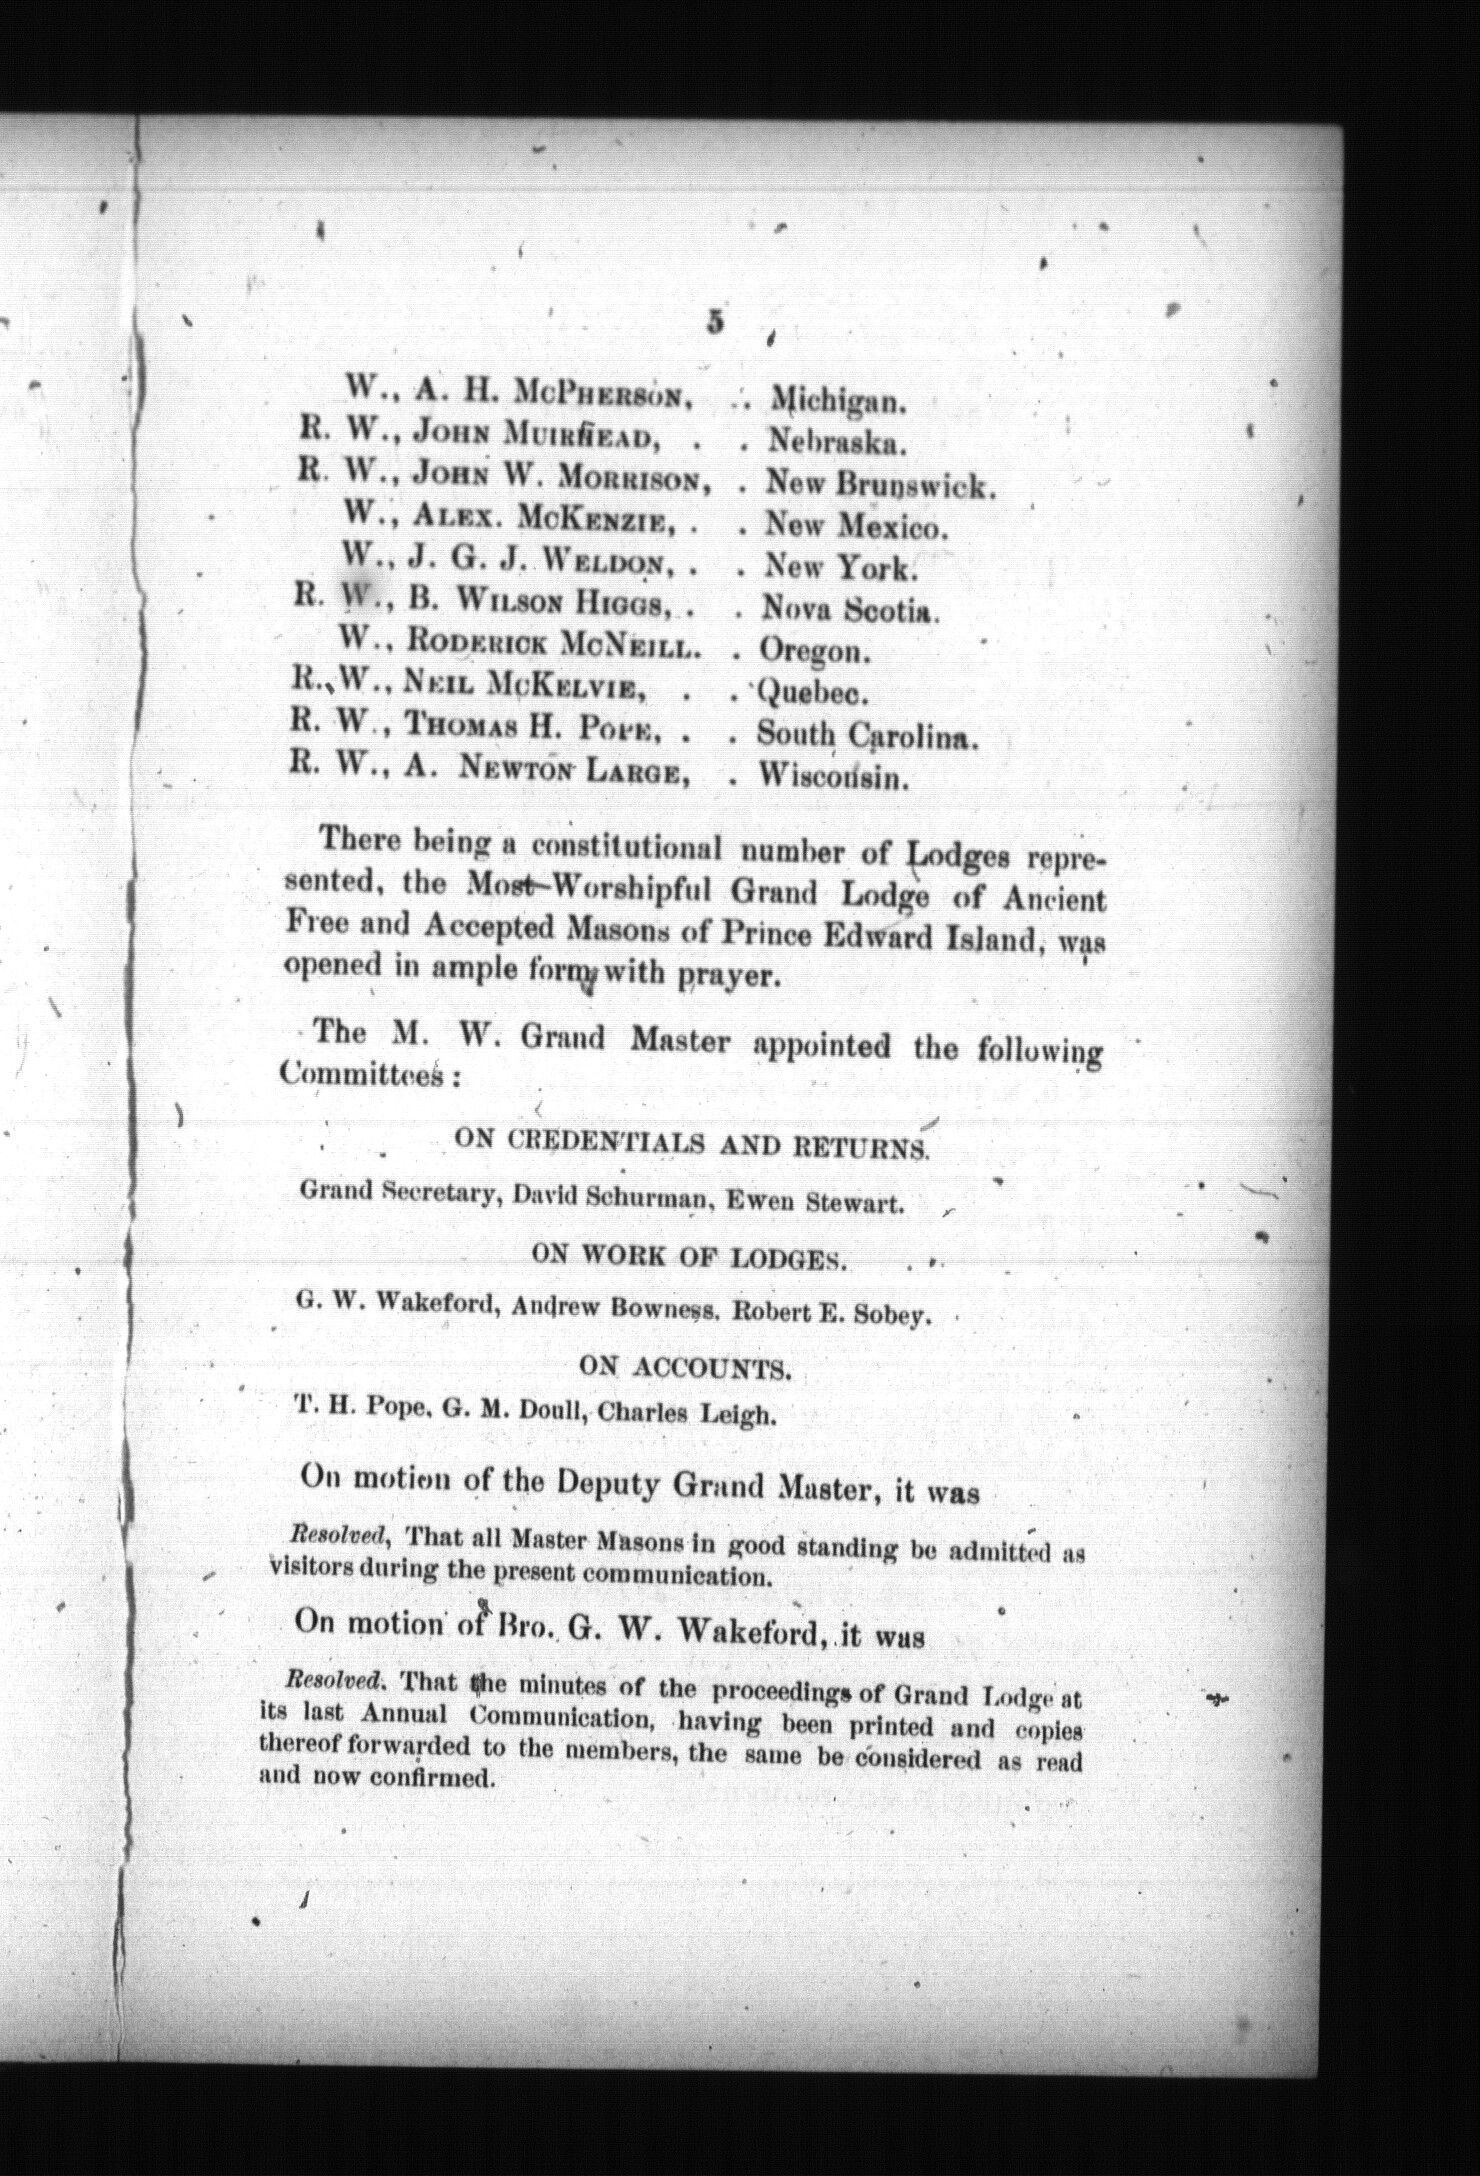 5
W., A. H. McPherson, . . Michigan.
R. W., John Muirhead, . . Nebraska.
R. W., John W. Morrison, . New Brunswick.
W., Alex. McKenzie, . . New Mexico.
W., J. G. J. Weldon, . . New York.
R. W., B. Wilson Higgs, . . Nova Scotia.
W., Roderick McNeill. . Oregon.
R. W., Neil McKelvie, . . Quebec.
R. W., Thomas H. Pope, . . South Carolina.
R. W., A. Newton Large, . Wisconsin.
There being a constitutional number of Lodges repre-
sented, the Most Worshipful Grand Lodge of Ancient
Free and Accepted Masons of Prince Edward Island, was
opened in ample form with prayer.
The M. W. Grand Master appointed the following
Committees:
ON CREDENTIALS AND RETURNS.
Grand Secretary, David Schurman, Ewen Stewart.
ON WORK OF LODGES.
G. W. Wakeford, Andrew Bowness, Robert E. Sobey.
ON ACCOUNTS.
T. H. Pope, G. M. Doull, Charles Leigh.
On motion of the Deputy Grand Master, it was
Resolved, That all Master Masons in good standing be admitted as
visitors during the present communication.
On motion of Bro. G. W. Wakeford, it was
Resolved. That the minutes of the proceedings of Grand Lodge at
its last Annual Communication, having been printed and copies
thereof forwarded to the members, the same be considered as read
and now confirmed.